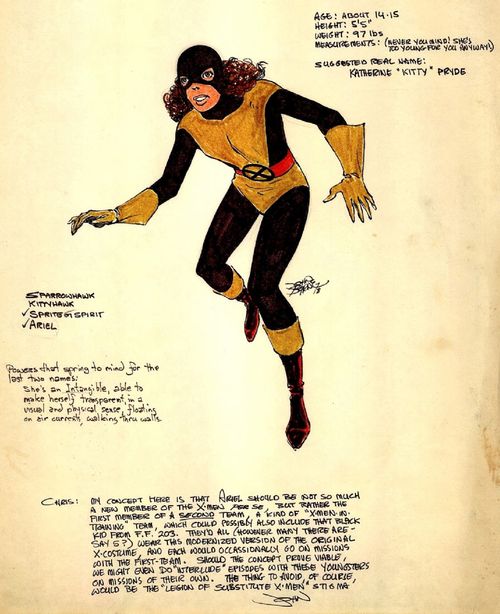 AGE: ABOUT 14-15
HEIGHT: 5'5"
WEIGHT: 97 lbs
MEASUREMENTS: (NEVER YOU MIND! SHE'S
TOO YOUNG FOR YOU ANYWAY!)
SUGGESTED REAL NAME:
KATHERINE "KITTY" PRYDE
SPARROWHAWK
KITTYHAWK
✓SPRITE or SPIRIT
✓ARIEL
Powers that spring to mind for the
last two names:
She's an Intangible, able to
make herself transparent, in a
visual and physical sense, floating
on air currents, walking thru walls.
CHRIS: MY CONCEPT HERE IS THAT ARIEL SHOULD BE NOT SO MUCH
A NEW MEMBER OF THE X-MEN PER SE, BUT RATHER THE
FIRST MEMBER OF A SECOND TEAM, A KIND OF "X-MEN-IN-
TRAINING" TEAM, WHICH COULD POSSIBLY ALSO INCLUDE THAT BLACK
KID FROM F.F. 203. THEY'D ALL (HOWEVER MANY THERE ARE-
SAY 5?) WEAR THIS MODERNIZED VERSION OF THE ORIGINAL
X-COSTUME, AND EACH WOULD OCCASSIONALLY GO ON MISSIONS
WITH THE FIRST-TEAM. SHOULD THE CONCEPT PROVE VIABLE,
WE MIGHT EVEN DO "INTERLUDE" EPISODES WITH THESE YOUNGSTERS
ON MISSIONS OF THEIR OWN. THE THING TO AVOID, OF COURSE,
WOULD BE THE "LEGION OF SUBSTITUTE X-MEN" STIGMA
John